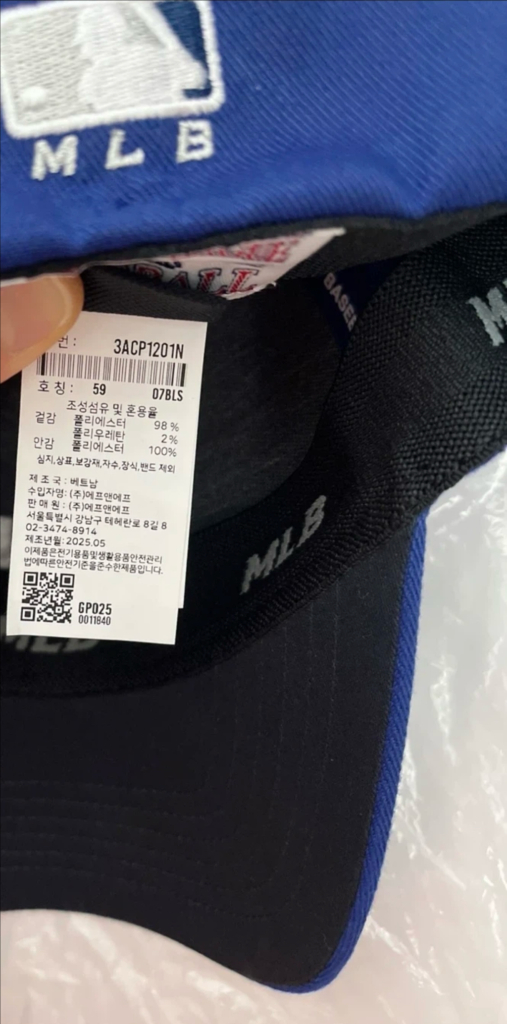 MLB
BALL
BASE
번: 3ACP1201N
호칭: 59 07BLS
조성섬유 및 혼용율
겉감 폴리에스터 98%
폴리우레탄 2%
안감 폴리에스터 100%
심지,상표,보강재,자수,장식,밴드 제외
제조국: 베트남
수입자명: (주)에프앤에프
판매원: (주)에프앤에프
서울특별시 강남구 테헤란로 8길 8
02-3474-8914
제조년월: 2025.05
이제품은전기용품및생활용품안전관리
법에따른안전기준을준수한제품입니다.
GP025
0011840
MLB
MLB